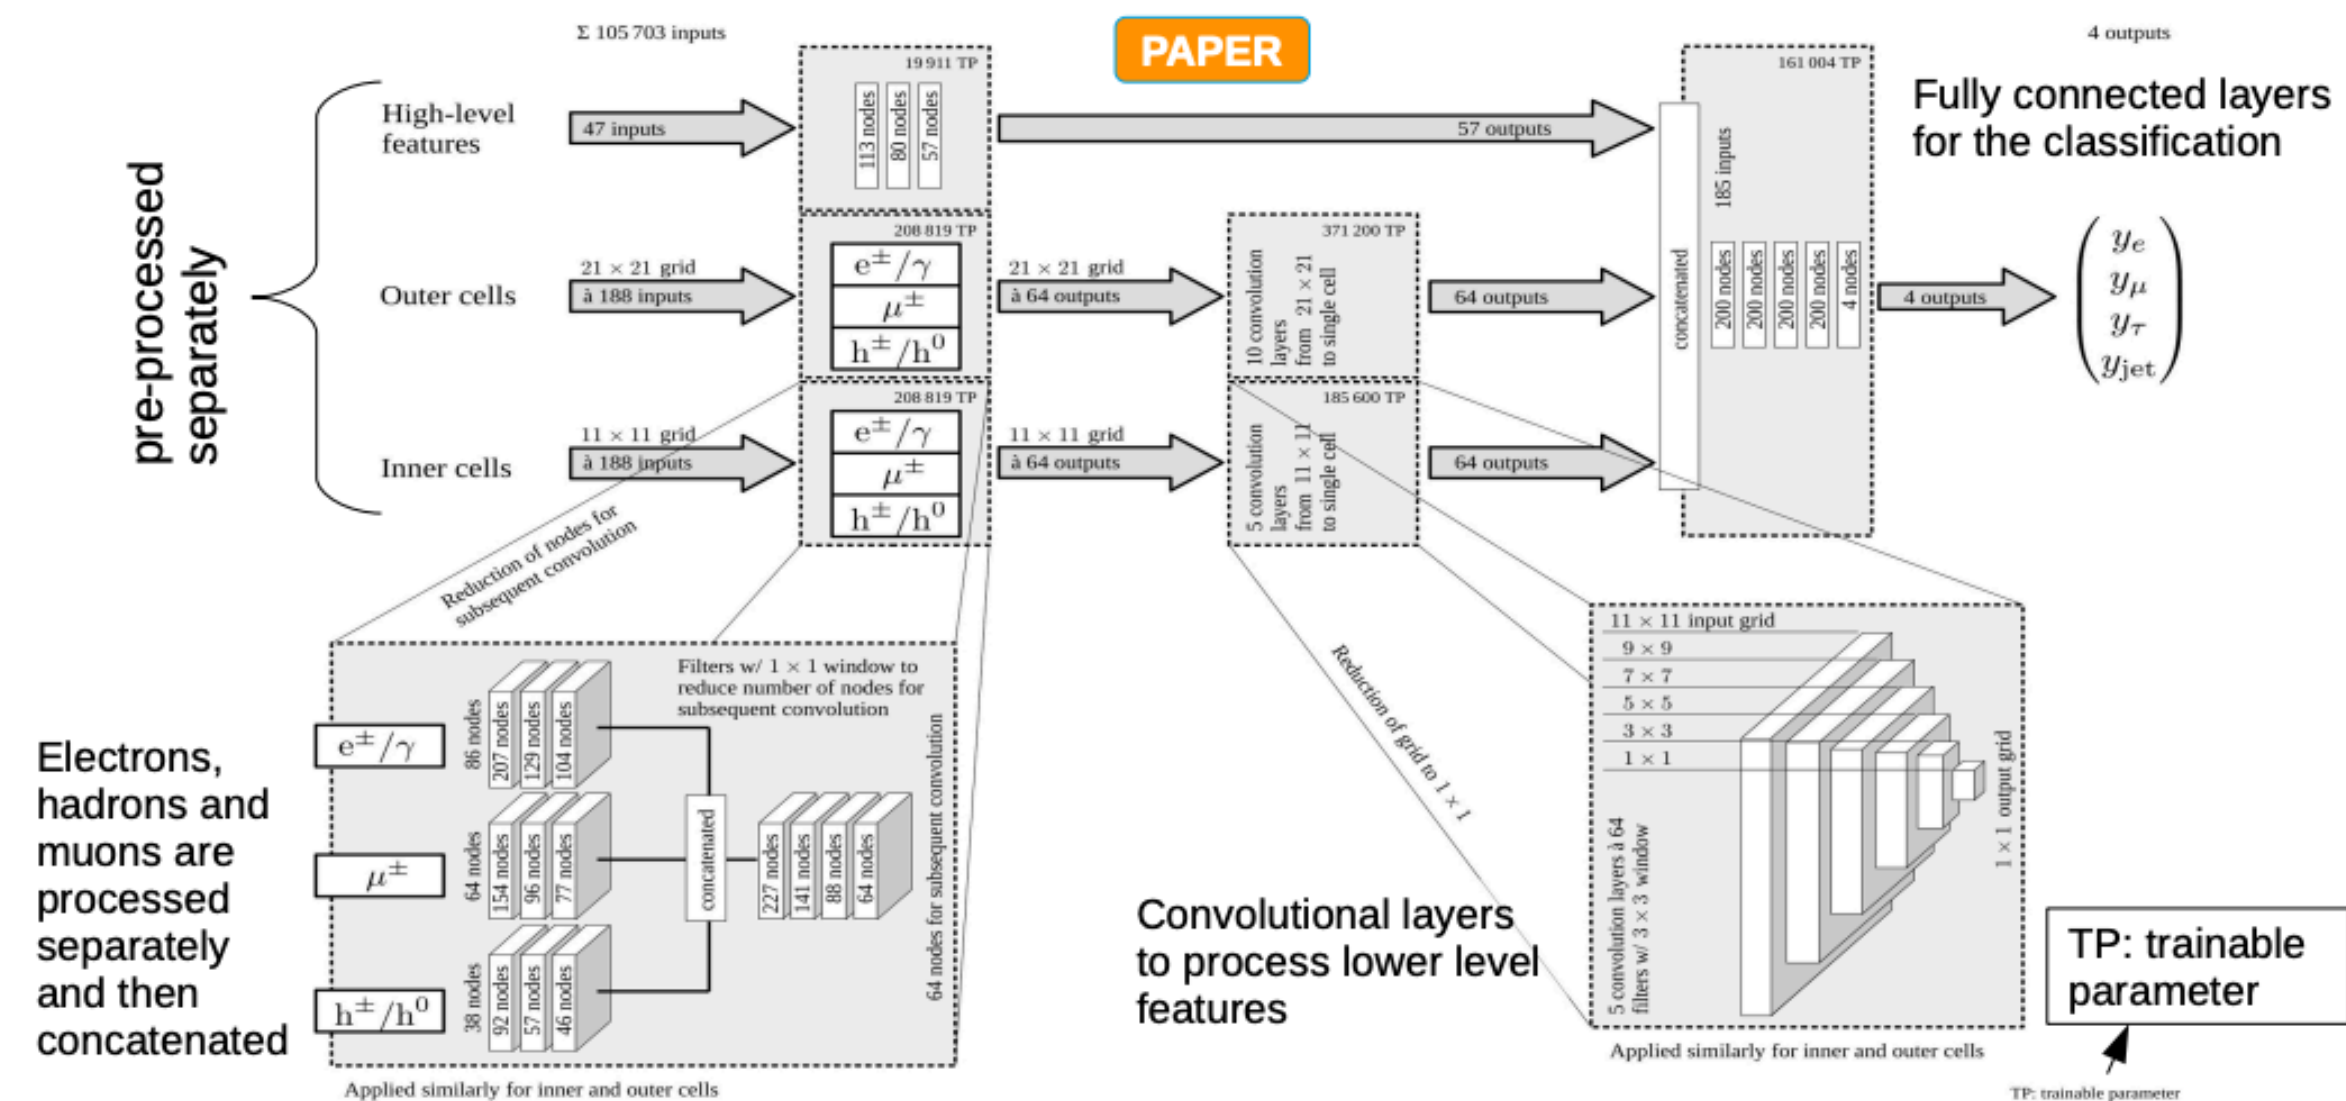 Σ 105 703 inputs
PAPER
4 outputs
pre-processed
separately
High-level
features
47 inputs
19 911 TP
113 nodes
80 nodes
57 nodes
57 outputs
161 004 TP
concatenated
185 inputs
200 nodes
200 nodes
200 nodes
200 nodes
4 nodes
Fully connected layers
for the classification
Outer cells
21 × 21 grid
à 188 inputs
208 819 TP
e±/γ
μ±
h±/h⁰
21 × 21 grid
à 64 outputs
371 200 TP
10 convolution
layers
from 21 × 21
to single cell
64 outputs
4 outputs
yₑ
y_μ
y_τ
y_jet
Inner cells
11 × 11 grid
à 188 inputs
208 819 TP
e±/γ
μ±
h±/h⁰
11 × 11 grid
à 64 outputs
185 600 TP
5 convolution
layers
from 11 × 11
to single cell
64 outputs
Reduction of nodes for
subsequent convolution
Electrons,
hadrons and
muons are
processed
separately
and then
concatenated
Filters w/ 1 × 1 window to
reduce number of nodes for
subsequent convolution
e±/γ
86 nodes
207 nodes
129 nodes
104 nodes
μ±
64 nodes
154 nodes
96 nodes
77 nodes
h±/h⁰
38 nodes
92 nodes
57 nodes
46 nodes
concatenated
227 nodes
141 nodes
88 nodes
64 nodes
64 nodes for subsequent convolution
Applied similarly for inner and outer cells
Reduction of grid to 1 × 1
Convolutional layers
to process lower level
features
11 × 11 input grid
9 × 9
7 × 7
5 × 5
3 × 3
1 × 1
5 convolution layers à 64
filters w/ 3 × 3 window
1 × 1 output grid
Applied similarly for inner and outer cells
TP: trainable
parameter
TP: trainable parameter